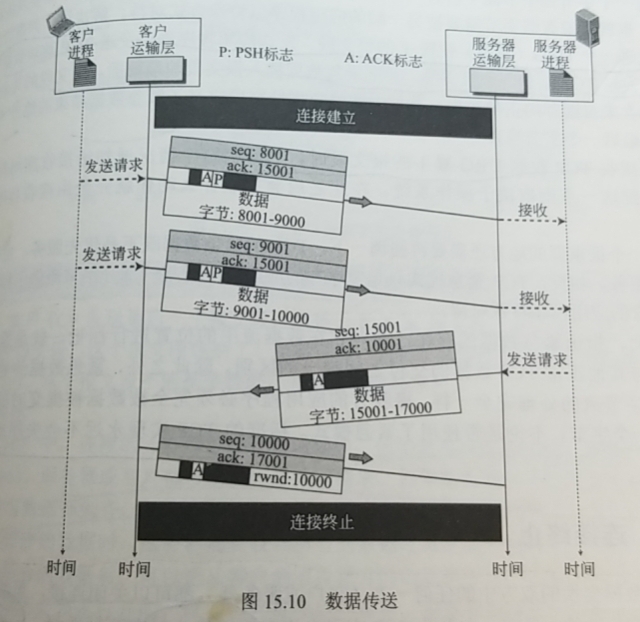 客户
进程
客户
运输层
P: PSH标志
A: ACK标志
服务器
运输层
服务器
进程
连接建立
发送请求
seq: 8001
ack: 15001
A P
数据
字节: 8001-9000
接收
发送请求
seq: 9001
ack: 15001
A P
数据
字节: 9001-10000
接收
seq: 15001
ack: 10001
发送请求
A
数据
字节: 15001-17000
seq: 10000
ack: 17001
A
rwnd:10000
连接终止
时间
时间
时间
时间
图 15.10 数据传送